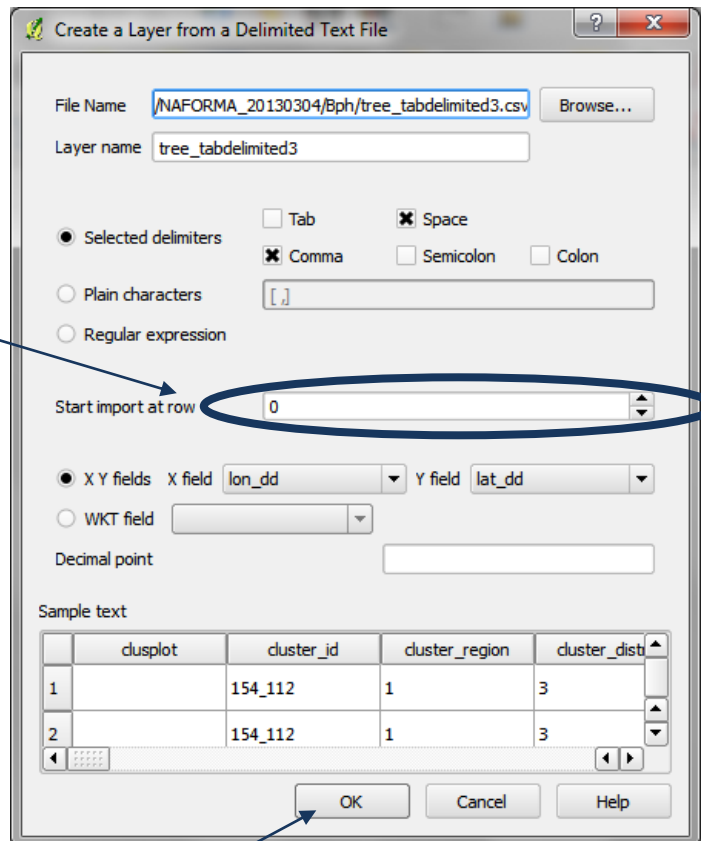 Create a Layer from a Delimited Text File
File Name /NAFORMA_20130304/Bph/tree_tabdelimited3.csv Browse...
Layer name tree_tabdelimited3
Selected delimiters
Tab Space
Comma Semicolon Colon
Plain characters [ ,]
Regular expression
Start import at row 0
X Y fields X field lon_dd Y field lat_dd
WKT field
Decimal point
Sample text
clusplot cluster_id cluster_region cluster_distr
1 154_112 1 3
2 154_112 1 3
OK Cancel Help